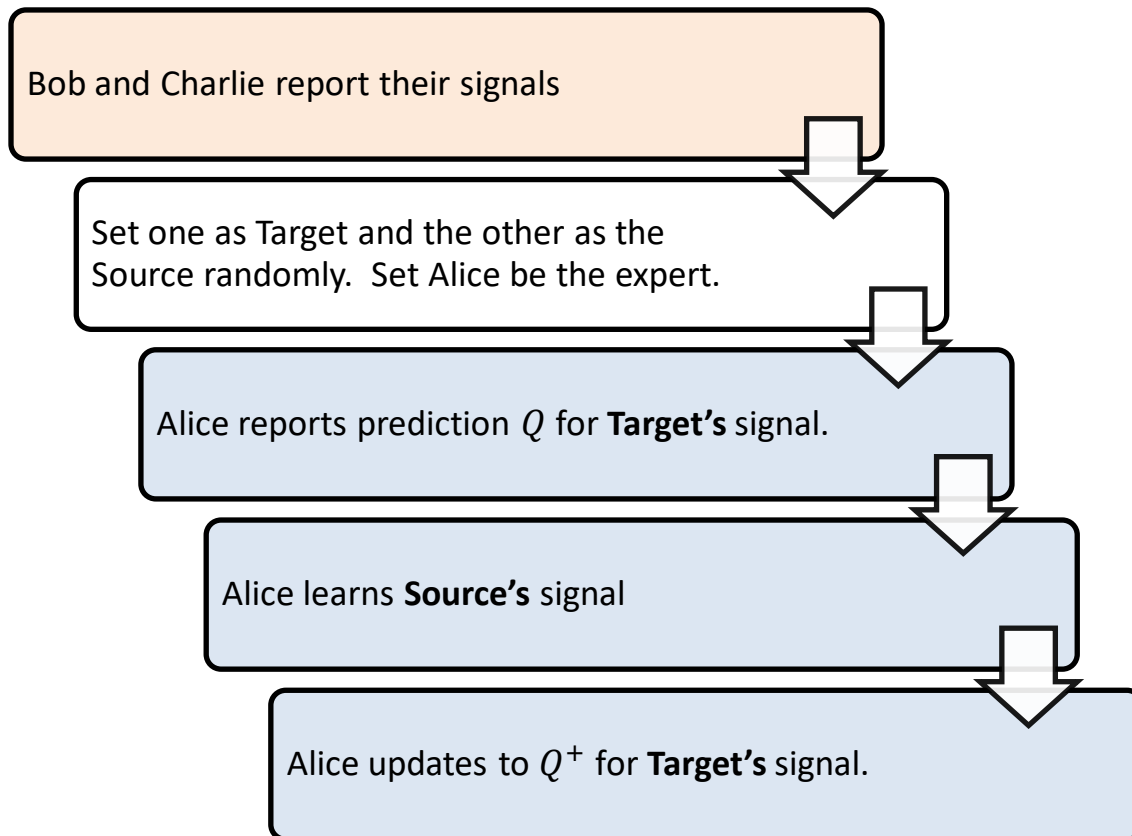 Bob and Charlie report their signals
Set one as Target and the other as the
Source randomly.  Set Alice be the expert.
Alice reports prediction Q for Target's signal.
Alice learns Source's signal
Alice updates to Q⁺ for Target's signal.